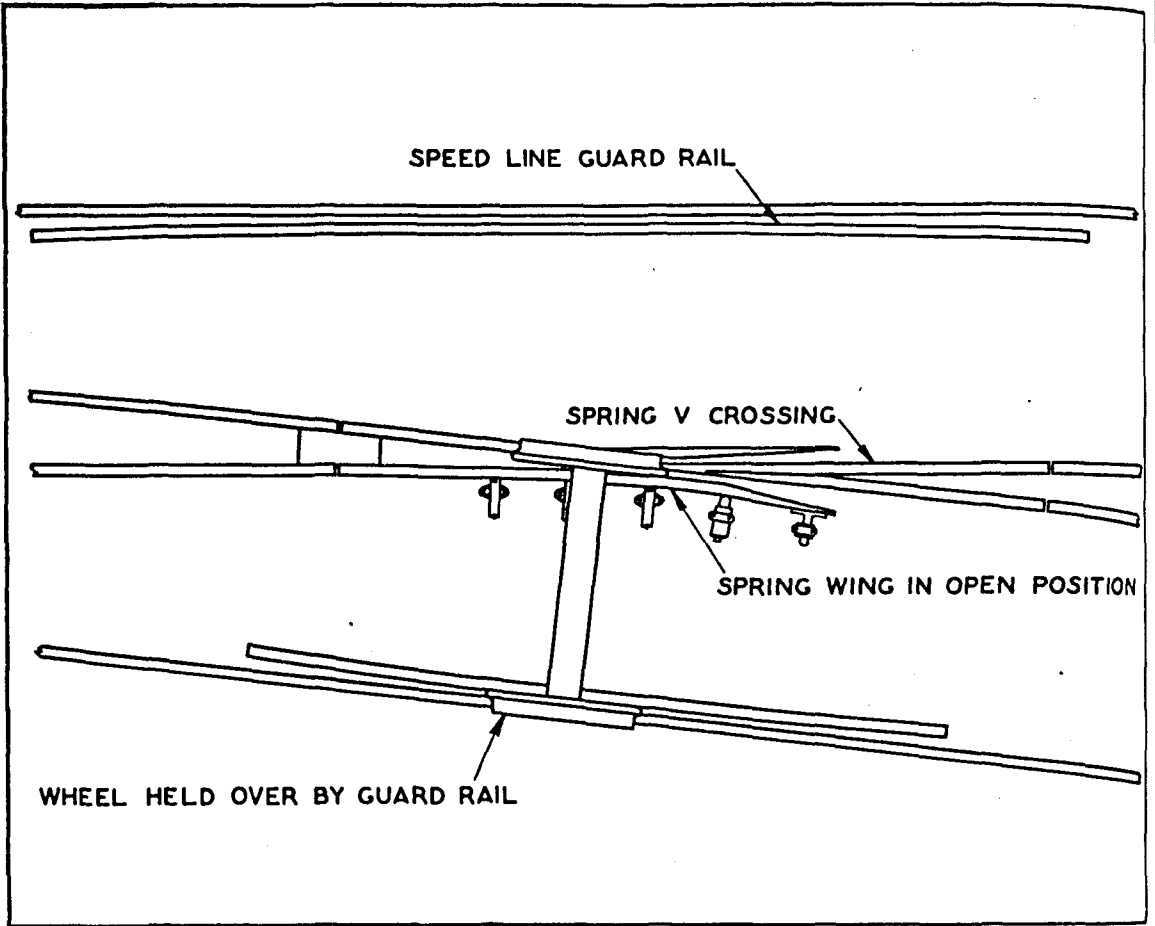 SPEED LINE GUARD RAIL
SPRING V CROSSING
SPRING WING IN OPEN POSITION
WHEEL HELD OVER BY GUARD RAIL